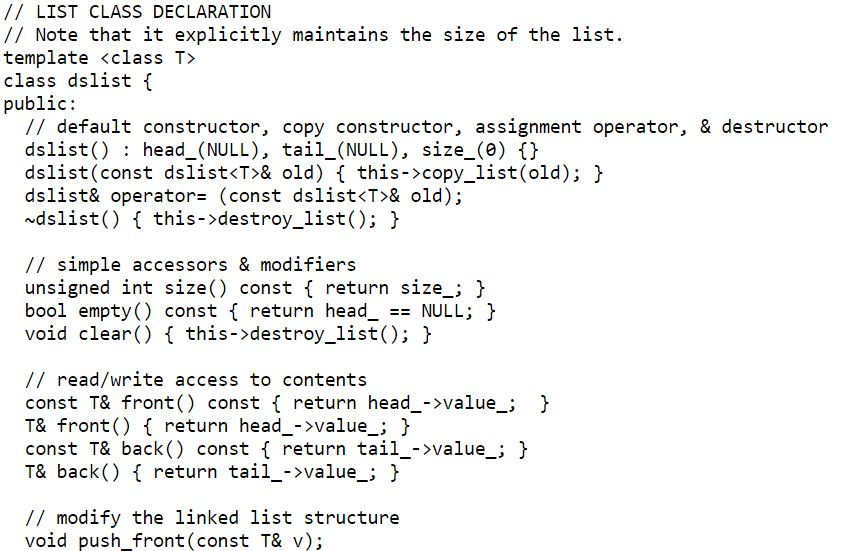 // LIST CLASS DECLARATION
// Note that it explicitly maintains the size of the list.
template <class T>
class dslist {
public:
  // default constructor, copy constructor, assignment operator, & destructor
  dslist() : head_(NULL), tail_(NULL), size_(0) {}
  dslist(const dslist<T>& old) { this->copy_list(old); }
  dslist& operator= (const dslist<T>& old);
  ~dslist() { this->destroy_list(); }

  // simple accessors & modifiers
  unsigned int size() const { return size_; }
  bool empty() const { return head_ == NULL; }
  void clear() { this->destroy_list(); }

  // read/write access to contents
  const T& front() const { return head_->value_;  }
  T& front() { return head_->value_; }
  const T& back() const { return tail_->value_; }
  T& back() { return tail_->value_; }

  // modify the linked list structure
  void push_front(const T& v);